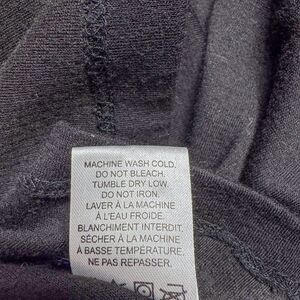 MACHINE WASH COLD.
DO NOT BLEACH.
TUMBLE DRY LOW.
DO NOT IRON.
LAVER À LA MACHINE
À L'EAU FROIDE.
BLANCHIMENT INTERDIT.
SÉCHER À LA MACHINE
À BASSE TEMPÉRATURE.
NE PAS REPASSER.